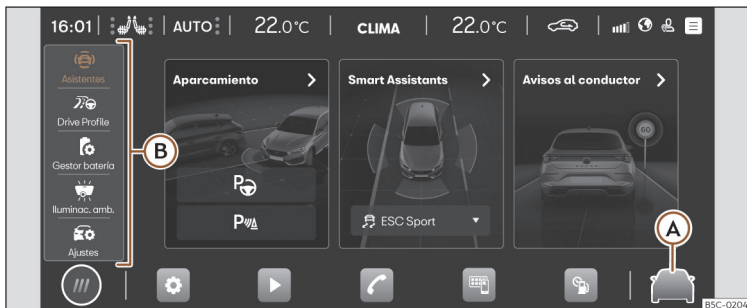 16:01 AUTO 22.0°C CLIMA 22.0°C
Asistentes
Drive Profile
Gestor batería
Iluminac. amb.
Ajustes
B
Aparcamiento
P
P
Smart Assistants
ESC Sport
Avisos al conductor
60
A
B5C-0204